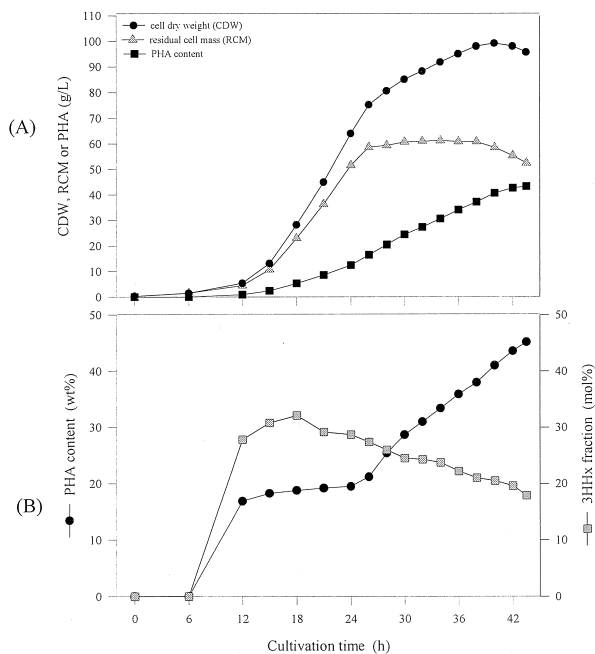 (A)
CDW, RCM or PHA (g/L)
110
100
90
80
70
60
50
40
30
20
10
0
cell dry weight (CDW)
residual cell mass (RCM)
PHA content
(B)
PHA content (wt%)
50
40
30
20
10
0
50
40
30
20
10
0
3HHx fraction (mol%)
0 6 12 18 24 30 36 42
Cultivation time (h)